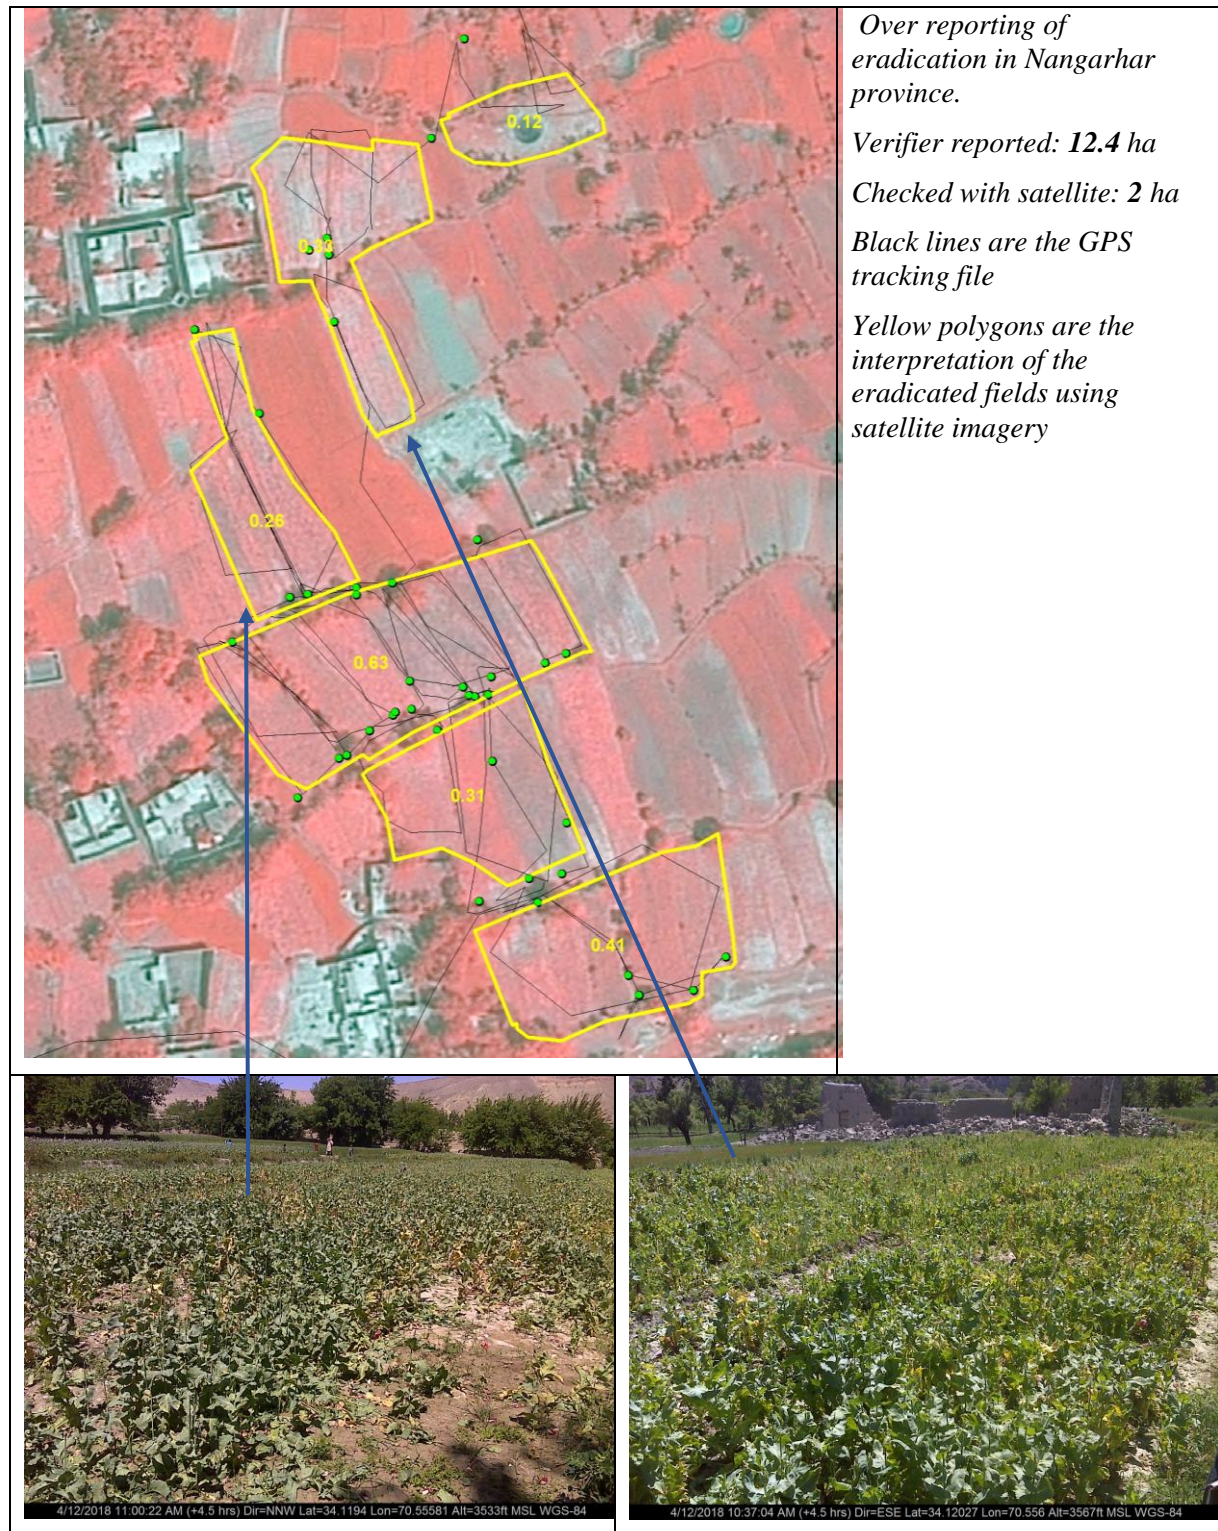 Over reporting of
eradication in Nangarhar
province.
Verifier reported: 12.4 ha
Checked with satellite: 2 ha
Black lines are the GPS
tracking file
Yellow polygons are the
interpretation of the
eradicated fields using
satellite imagery
0.12
0.26
0.63
0.31
0.41
4/12/2018 11:00:22 AM (+4.5 hrs) Dir=NNW Lat=34.1194 Lon=70.55581 Alt=3533ft MSL WGS-84
4/12/2018 10:37:04 AM (+4.5 hrs) Dir=ESE Lat=34.12027 Lon=70.556 Alt=3567ft MSL WGS-84